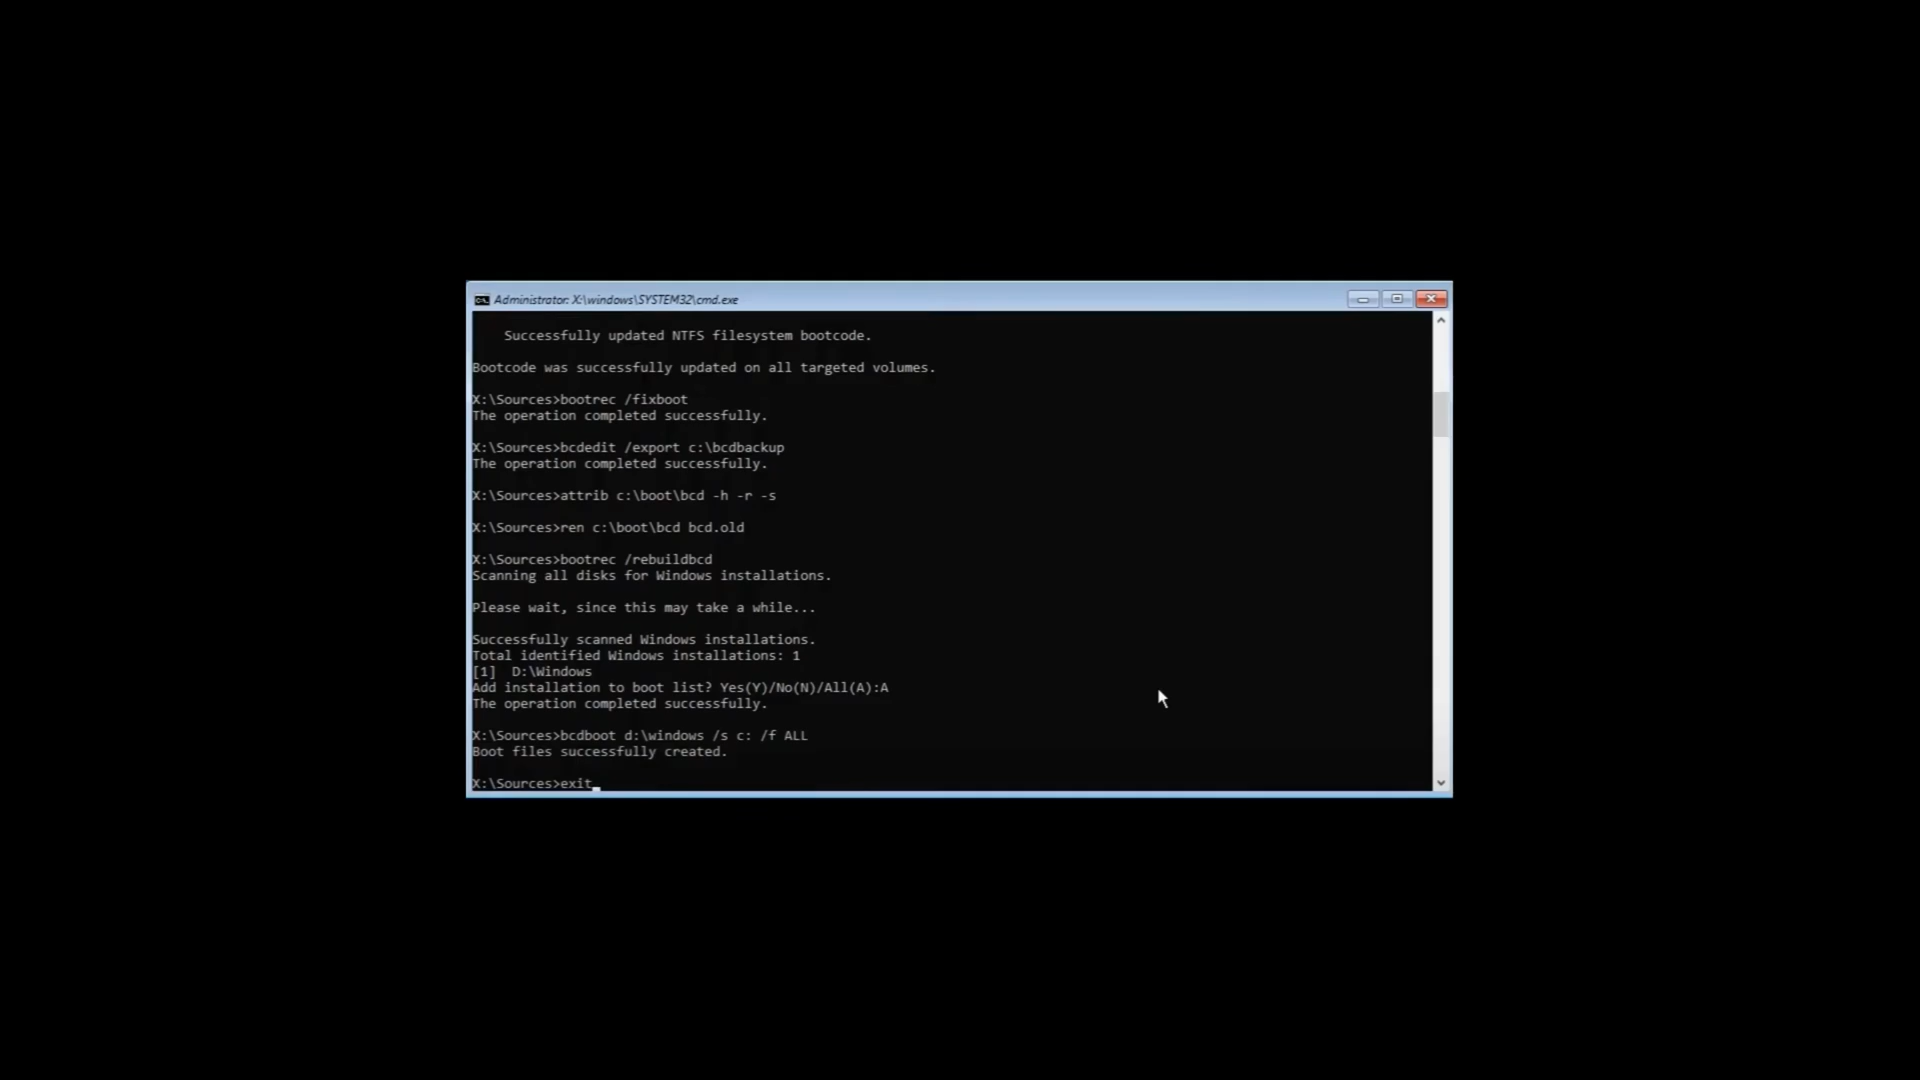 Administrator: X:\windows\SYSTEM32\cmd.exe
Successfully updated NTFS filesystem bootcode.
Bootcode was successfully updated on all targeted volumes.
X:\Sources>bootrec /fixboot
The operation completed successfully.
X:\Sources>bcdedit /export c:\bcdbackup
The operation completed successfully.
X:\Sources>attrib c:\boot\bcd -h -r -s
X:\Sources>ren c:\boot\bcd bcd.old
X:\Sources>bootrec /rebuildbcd
Scanning all disks for Windows installations.
Please wait, since this may take a while...
Successfully scanned Windows installations.
Total identified Windows installations: 1
[1]  D:\Windows
Add installation to boot list? Yes(Y)/No(N)/All(A):A
The operation completed successfully.
X:\Sources>bcdboot d:\windows /s c: /f ALL
Boot files successfully created.
X:\Sources>exit